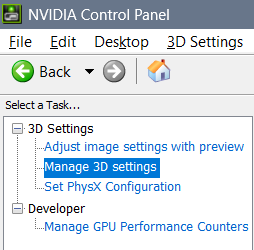 NVIDIA Control Panel
File Edit Desktop 3D Settings
Back
Select a Task...
3D Settings
Adjust image settings with preview
Manage 3D settings
Set PhysX Configuration
Developer
Manage GPU Performance Counters